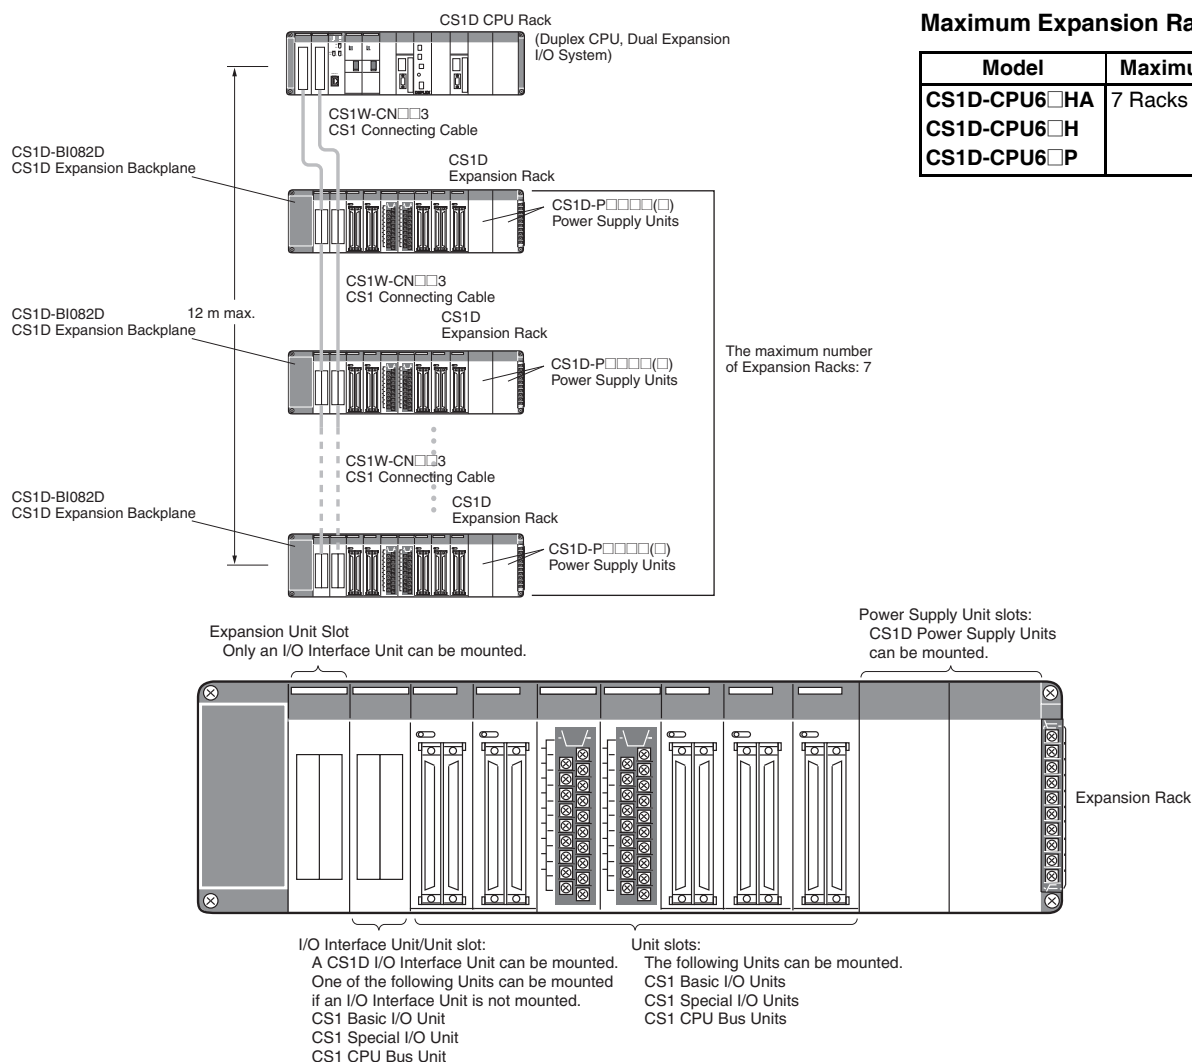 CS1D CPU Rack
(Duplex CPU, Dual Expansion
I/O System)
CS1W-CN□□3
CS1 Connecting Cable
CS1D-BI082D
CS1D Expansion Backplane
CS1D
Expansion Rack
CS1D-P□□□□(□)
Power Supply Units
CS1W-CN□□3
CS1 Connecting Cable
CS1D-BI082D
CS1D Expansion Backplane
12 m max.
CS1D
Expansion Rack
CS1D-P□□□□(□)
Power Supply Units
The maximum number
of Expansion Racks: 7
CS1W-CN□□3
CS1 Connecting Cable
CS1D-BI082D
CS1D Expansion Backplane
CS1D
Expansion Rack
CS1D-P□□□□(□)
Power Supply Units
Maximum Expansion Ra
Model Maximu
CS1D-CPU6□HA 7 Racks
CS1D-CPU6□H
CS1D-CPU6□P
Expansion Unit Slot
Only an I/O Interface Unit can be mounted.
Power Supply Unit slots:
CS1D Power Supply Units
can be mounted.
Expansion Rack
I/O Interface Unit/Unit slot:
A CS1D I/O Interface Unit can be mounted.
One of the following Units can be mounted
if an I/O Interface Unit is not mounted.
CS1 Basic I/O Unit
CS1 Special I/O Unit
CS1 CPU Bus Unit
Unit slots:
The following Units can be mounted.
CS1 Basic I/O Units
CS1 Special I/O Units
CS1 CPU Bus Units